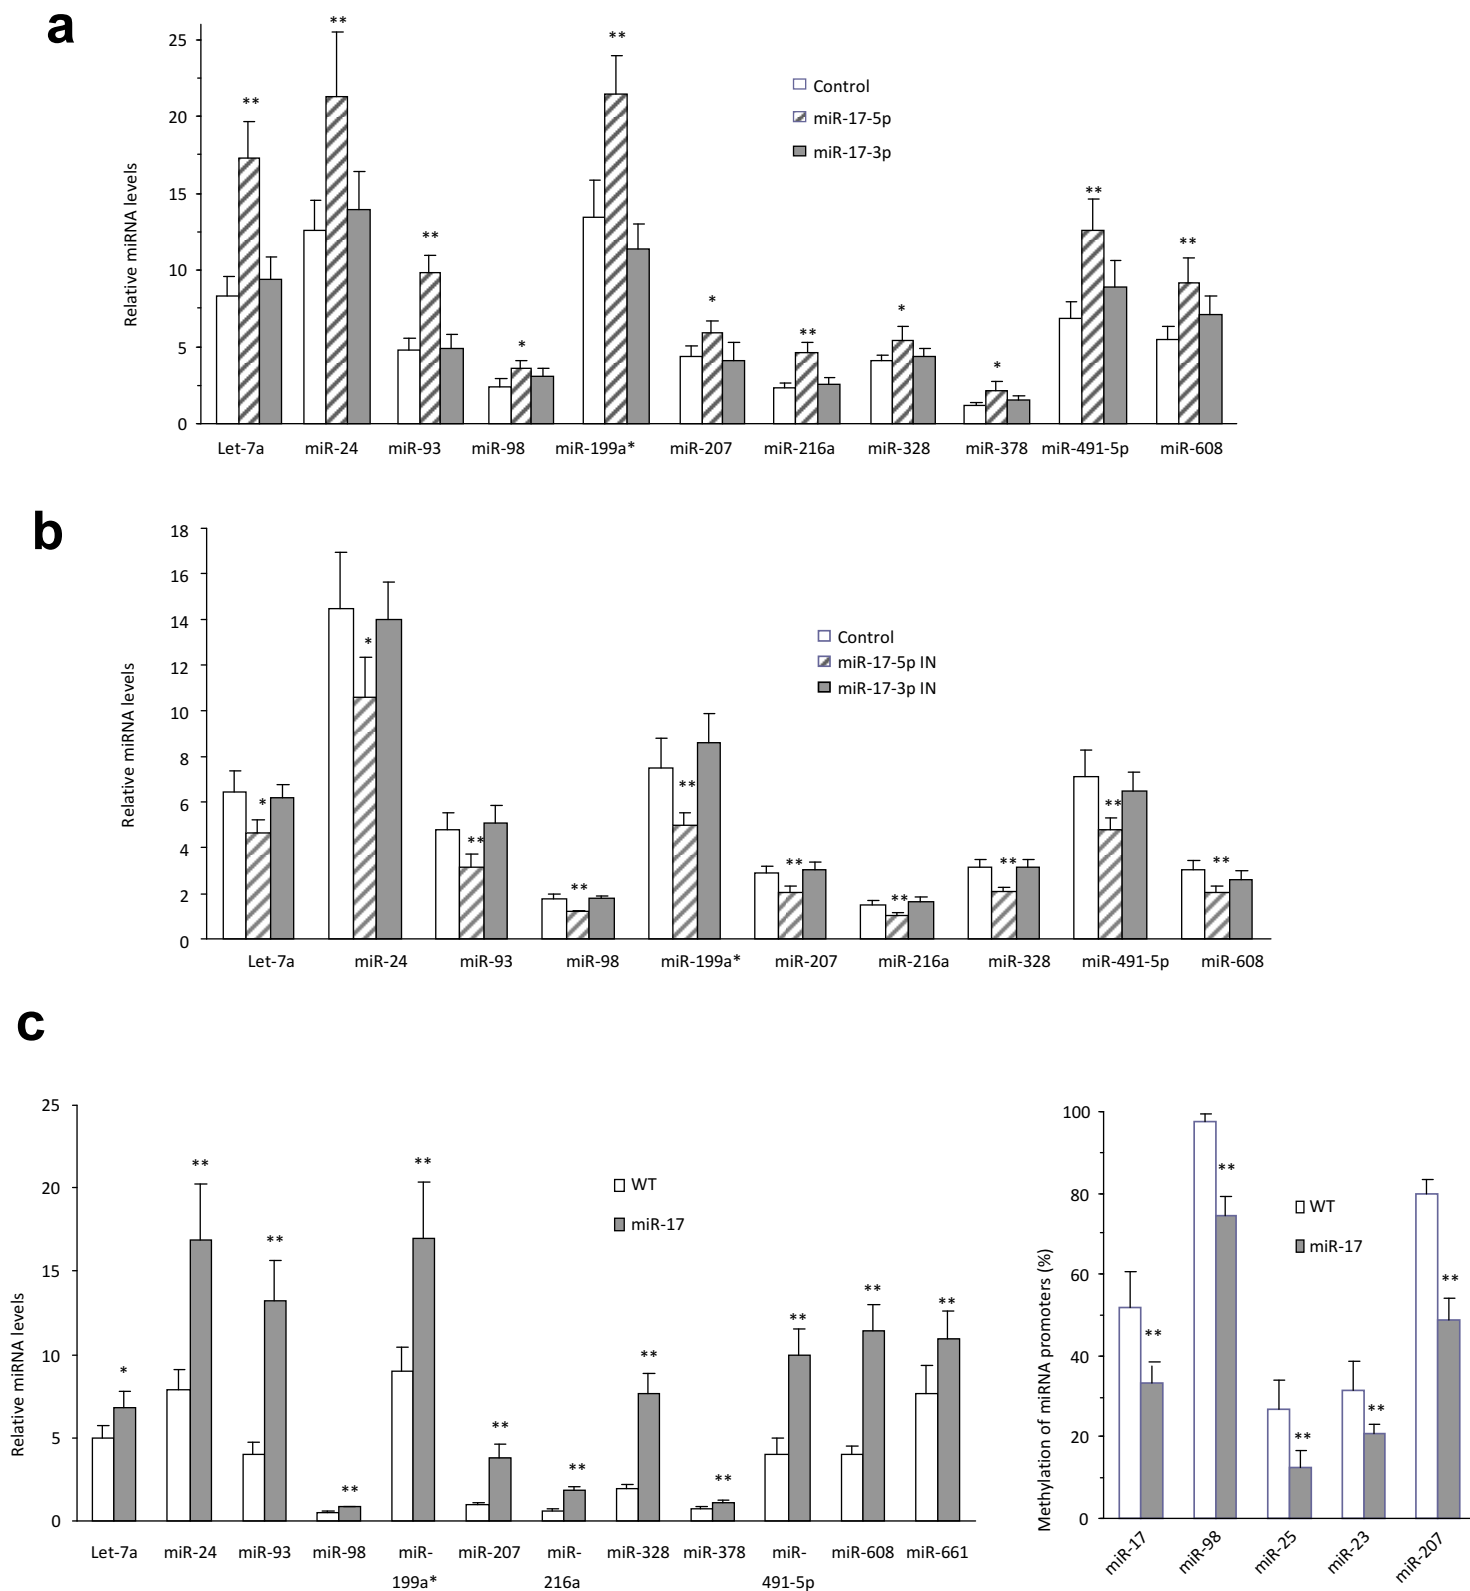 a
25
20
15
10
5
0
Relative miRNA levels
** ** ** * ** * ** * * ** **
Control
miR-17-5p
miR-17-3p
Let-7a miR-24 miR-93 miR-98 miR-199a* miR-207 miR-216a miR-328 miR-378 miR-491-5p miR-608
b
18
16
14
12
10
8
6
4
2
0
Relative miRNA levels
* * ** ** ** ** ** ** ** **
Control
miR-17-5p IN
miR-17-3p IN
Let-7a miR-24 miR-93 miR-98 miR-199a* miR-207 miR-216a miR-328 miR-491-5p miR-608
c
25
20
15
10
5
0
Relative miRNA levels
* ** ** ** ** ** ** ** ** ** ** **
WT
miR-17
Let-7a miR-24 miR-93 miR-98 miR- miR-207 miR- miR-328 miR-378 miR- miR-608 miR-661
199a* 216a 491-5p
100
80
60
40
20
0
Methylation of miRNA promoters (%)
** ** ** ** **
WT
miR-17
miR-17 miR-98 miR-25 miR-23 miR-207